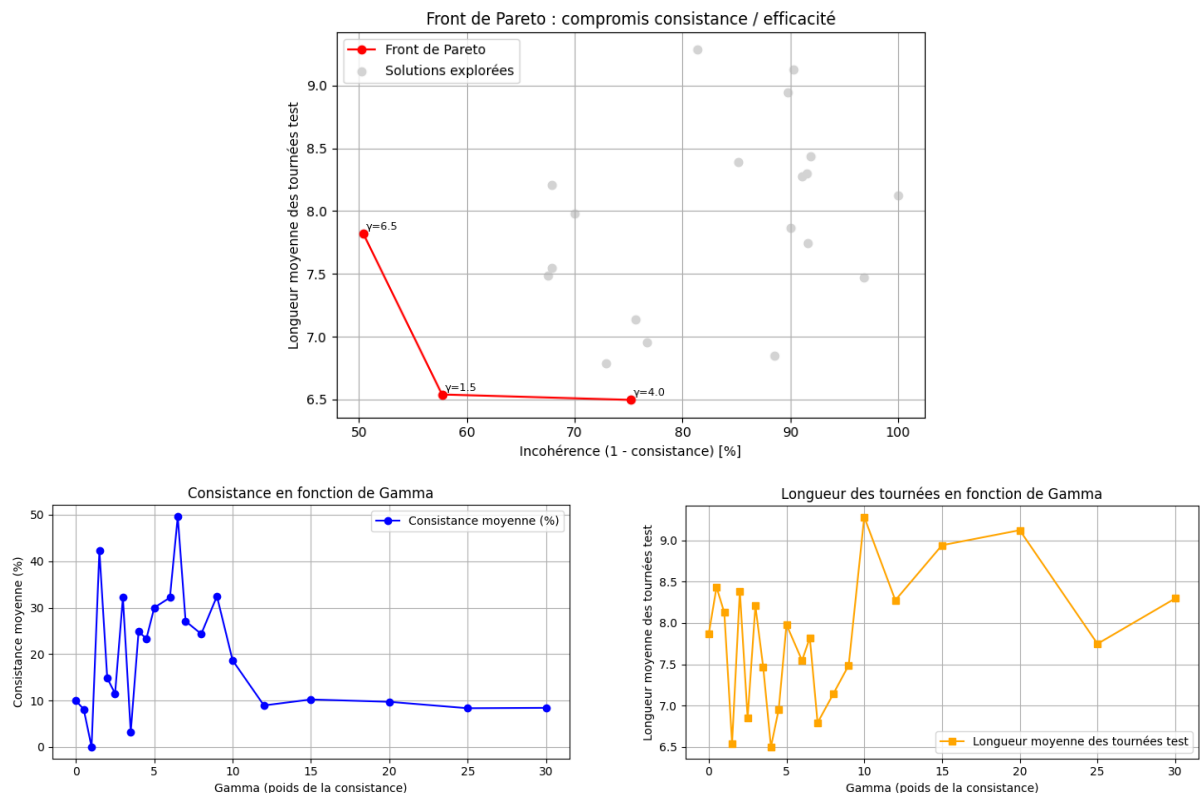 Front de Pareto : compromis consistance / efficacité
Front de Pareto
Solutions explorées
Longueur moyenne des tournées test
9.0
8.5
8.0
7.5
7.0
6.5
γ=6.5
γ=1.5
γ=4.0
50 60 70 80 90 100
Incohérence (1 - consistance) [%]
Consistance en fonction de Gamma
Consistance moyenne (%)
Consistance moyenne (%)
50
40
30
20
10
0
0 5 10 15 20 25 30
Gamma (poids de la consistance)
Longueur des tournées en fonction de Gamma
Longueur moyenne des tournées test
9.0
8.5
8.0
7.5
7.0
6.5
Longueur moyenne des tournées test
0 5 10 15 20 25 30
Gamma (poids de la consistance)